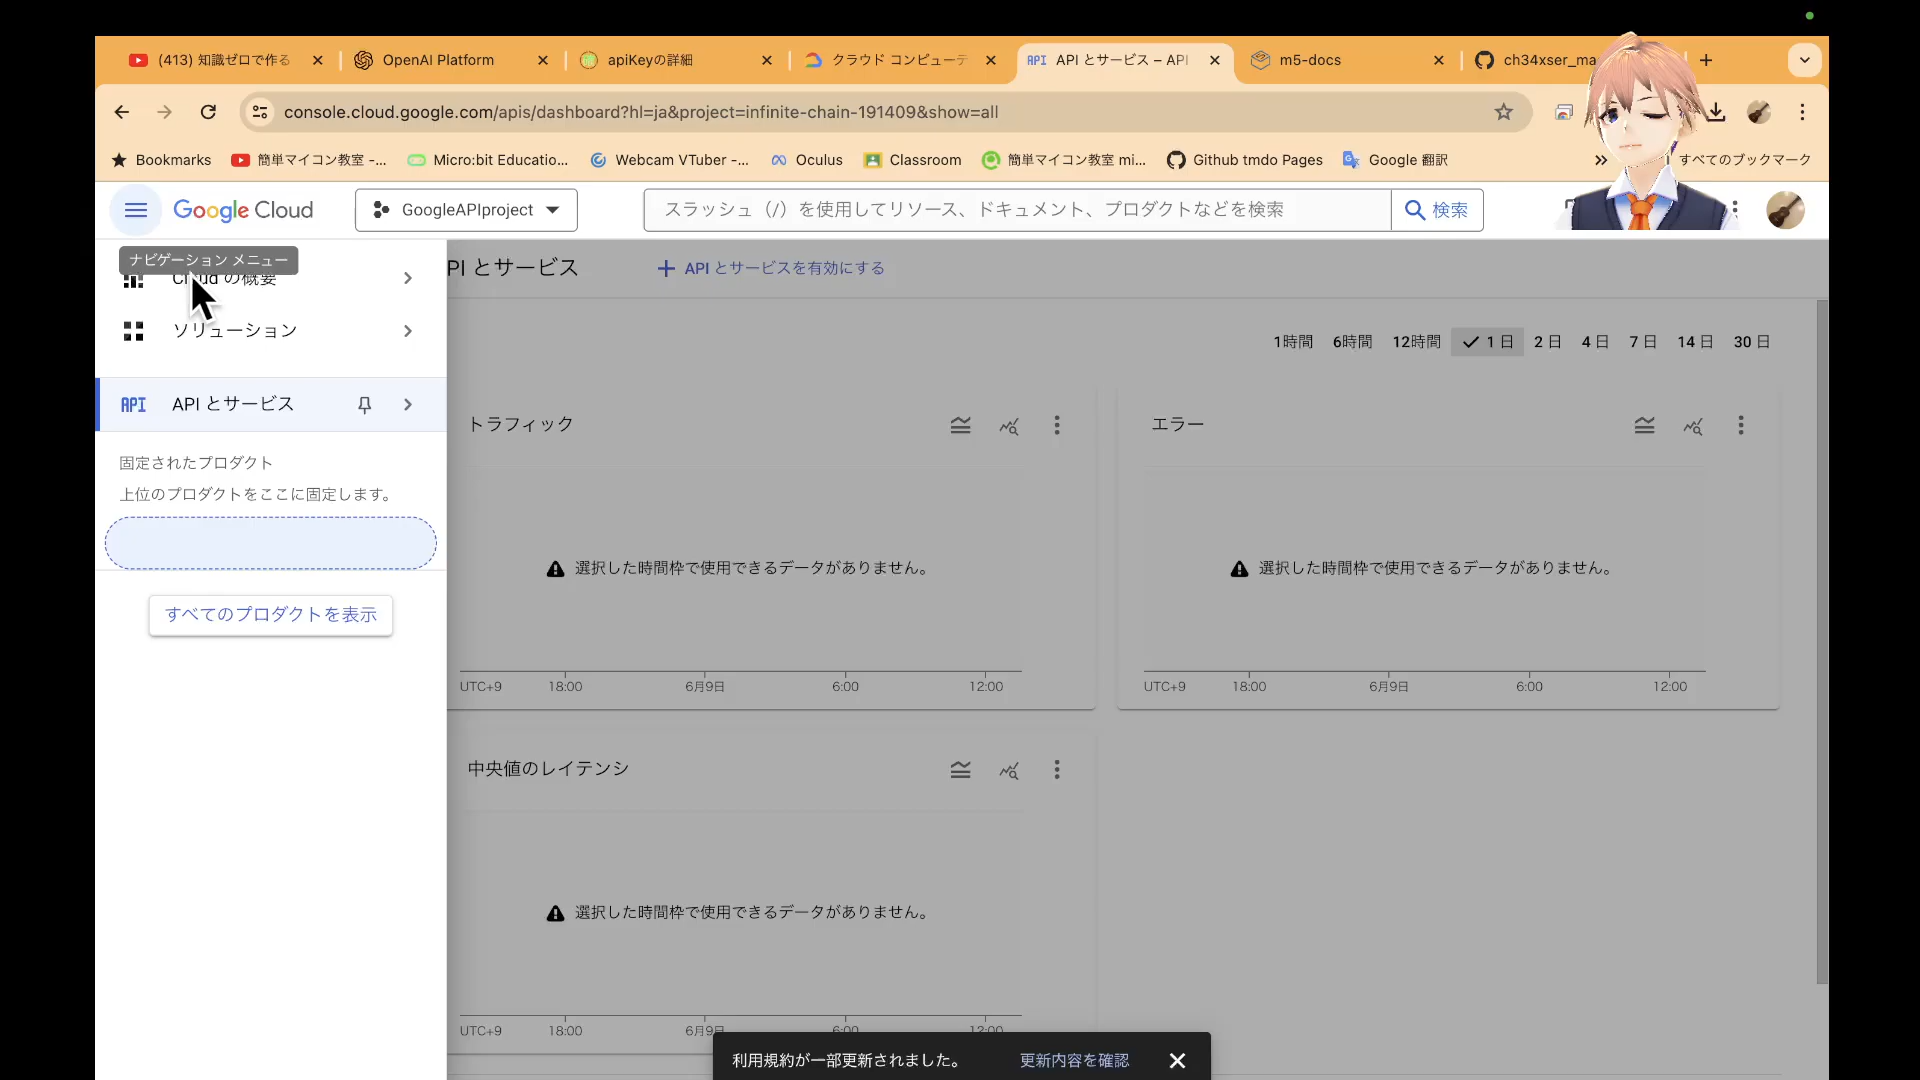 (413) 知識ゼロで作る
OpenAI Platform
apiKeyの詳細
クラウド コンピューテ
API API とサービス – API
m5-docs
ch34xser_ma
console.cloud.google.com/apis/dashboard?hl=ja&project=infinite-chain-191409&show=all
Bookmarks
簡単マイコン教室 -...
Micro:bit Educatio...
Webcam VTuber -...
Oculus
Classroom
簡単マイコン教室 mi...
Github tmdo Pages
Google 翻訳
すべてのブックマーク
Google Cloud
GoogleAPIproject
スラッシュ（/）を使用してリソース、ドキュメント、プロダクトなどを検索
検索
ナビゲーション メニュー
Cloud の概要
ソリューション
API API とサービス
固定されたプロダクト
上位のプロダクトをここに固定します。
すべてのプロダクトを表示
PI とサービス
API とサービスを有効にする
1時間 6時間 12時間 1 日 2 日 4 日 7 日 14 日 30 日
トラフィック
選択した時間枠で使用できるデータがありません。
UTC+9 18:00 6月9日 6:00 12:00
エラー
選択した時間枠で使用できるデータがありません。
UTC+9 18:00 6月9日 6:00 12:00
中央値のレイテンシ
選択した時間枠で使用できるデータがありません。
UTC+9 18:00 6月9日 6:00 12:00
利用規約が一部更新されました。 更新内容を確認